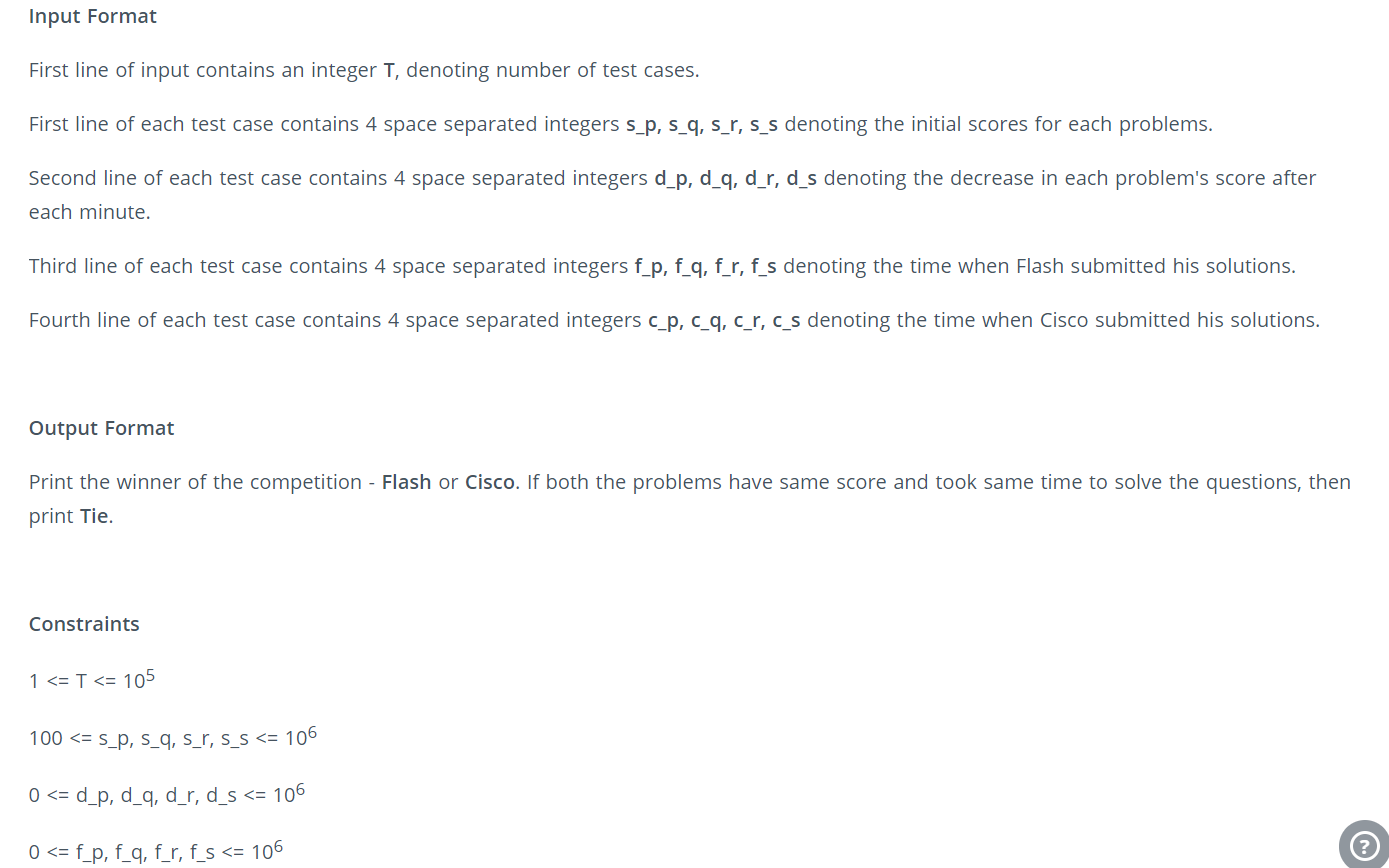 Input Format
First line of input contains an integer T, denoting number of test cases.
First line of each test case contains 4 space separated integers s_p, s_q, s_r, s_s denoting the initial scores for each problems.
Second line of each test case contains 4 space separated integers d_p, d_q, d_r, d_s denoting the decrease in each problem's score after
each minute.
Third line of each test case contains 4 space separated integers f_p, f_q, f_r, f_s denoting the time when Flash submitted his solutions.
Fourth line of each test case contains 4 space separated integers c_p, c_q, c_r, c_s denoting the time when Cisco submitted his solutions.
Output Format
Print the winner of the competition - Flash or Cisco. If both the problems have same score and took same time to solve the questions, then
print Tie.
Constraints
1 <= T <= 10⁵
100 <= s_p, s_q, s_r, s_s <= 10⁶
0 <= d_p, d_q, d_r, d_s <= 10⁶
0 <= f_p, f_q, f_r, f_s <= 10⁶
?